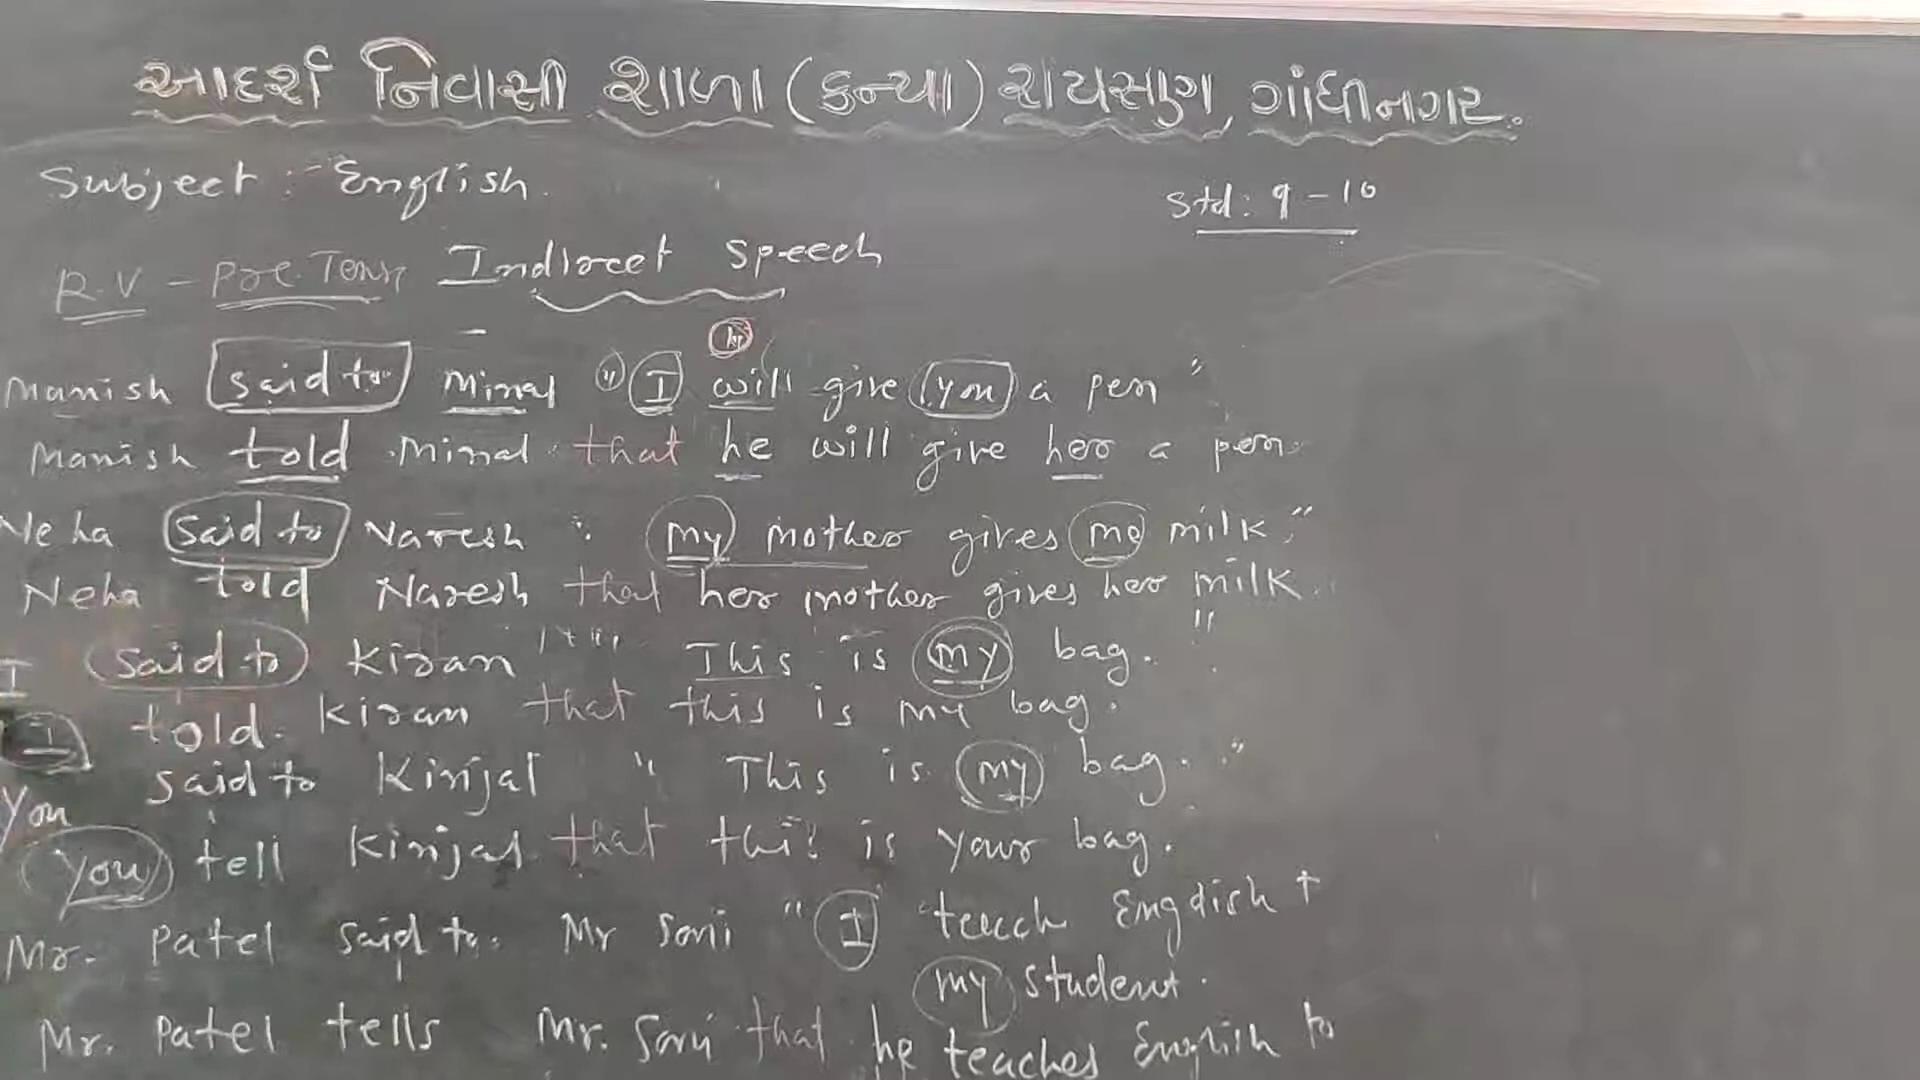 આદર્શ નિવાસી શાળા (કન્યા) રાયસણ, ગાંધીનગર.
Subject :- English.
Std: 9-10
R.V - Pre. Tense Indirect Speech
Manish said to Minal "I will give you a pen"
Manish told Minal that he will give her a pen.
Neha said to Naresh : my mother gives me milk."
Neha told Naresh that her mother gives her milk.
I said to Kiran " This is my bag. "
I told. Kiran that this is my bag.
You said to Kinjal " This is my bag. "
You tell Kinjal that this is your bag.
Mr. Patel said to. Mr Soni " I teach English t
my student.
Mr. Patel tells Mr. Soni that he teaches English to